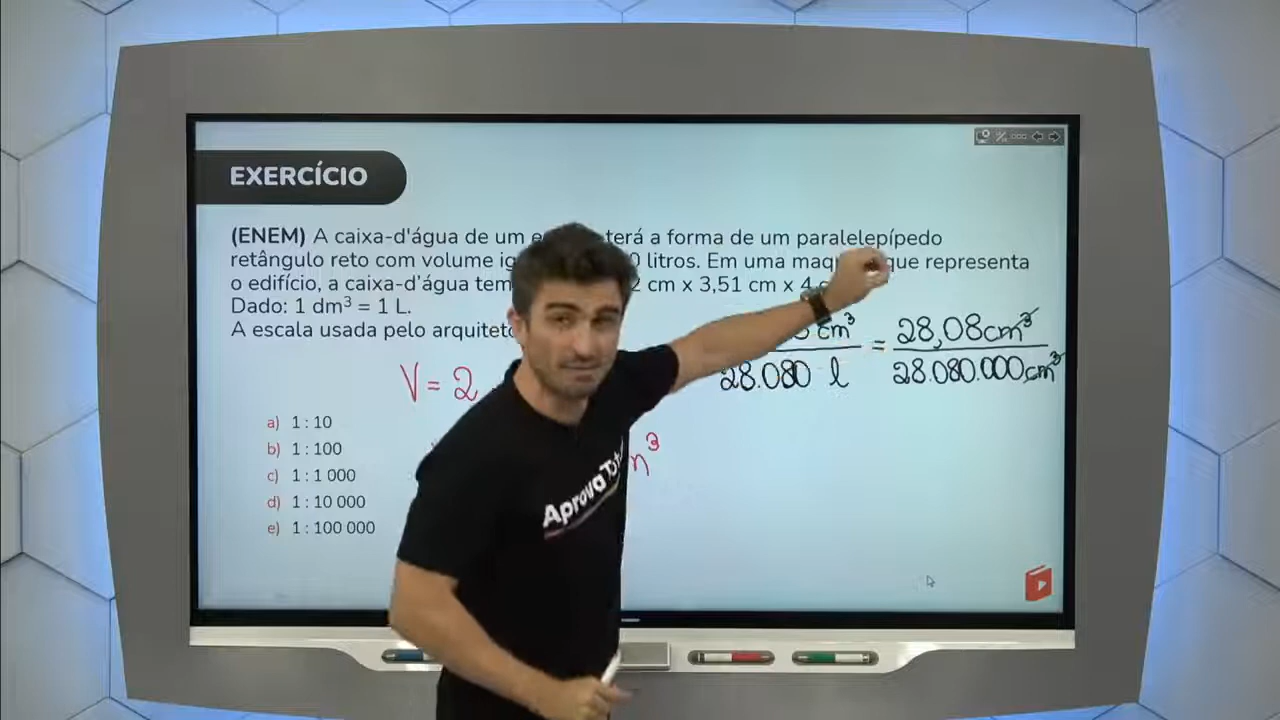 EXERCÍCIO
(ENEM) A caixa-d'água de um terá a forma de um paralelepípedo
retângulo reto com volume 0 litros. Em uma que representa
o edifício, a caixa-d'água tem 2 cm x 3,51 cm x 4
Dado: 1 dm³ = 1 L.
A escala usada pelo
cm³ = 28,08cm³
28.080 l 28.080.000cm³
V = 2
a) 1 : 10
b) 1 : 100
c) 1 : 1 000
d) 1 : 10 000
e) 1 : 100 000
Aprova